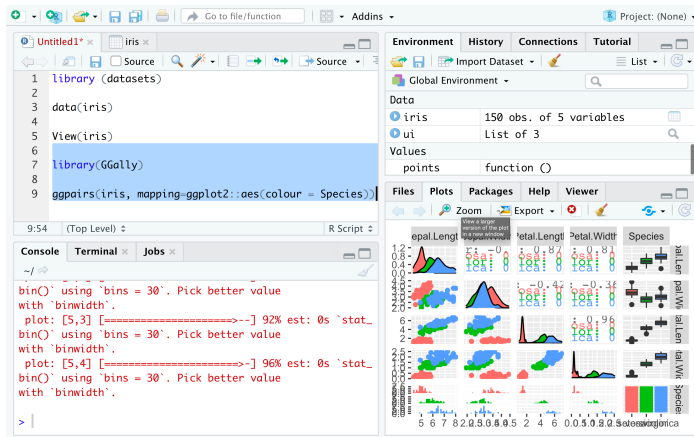 Go to file/function
Addins
Project: (None)
Untitled1*
iris
Source
Source
1 library (datasets)
2
3 data(iris)
4
5 View(iris)
6
7 library(GGally)
8
9 ggpairs(iris, mapping=ggplot2::aes(colour = Species))
9:54 (Top Level) R Script
Console Terminal Jobs
~/
bin()` using `bins = 30`. Pick better value
with `binwidth`.
plot: [5,3] [=====================>--] 92% est: 0s `stat_
bin()` using `bins = 30`. Pick better value
with `binwidth`.
plot: [5,4] [======================>-] 96% est: 0s `stat_
bin()` using `bins = 30`. Pick better value
with `binwidth`.
>
Environment History Connections Tutorial
Import Dataset
List
Global Environment
Data
iris 150 obs. of 5 variables
ui List of 3
Values
points function ()
Files Plots Packages Help Viewer
Zoom Export
View a larger
version of the plot
in a new window
epal.Lengt
etal.Lengt
Petal.Width
Species